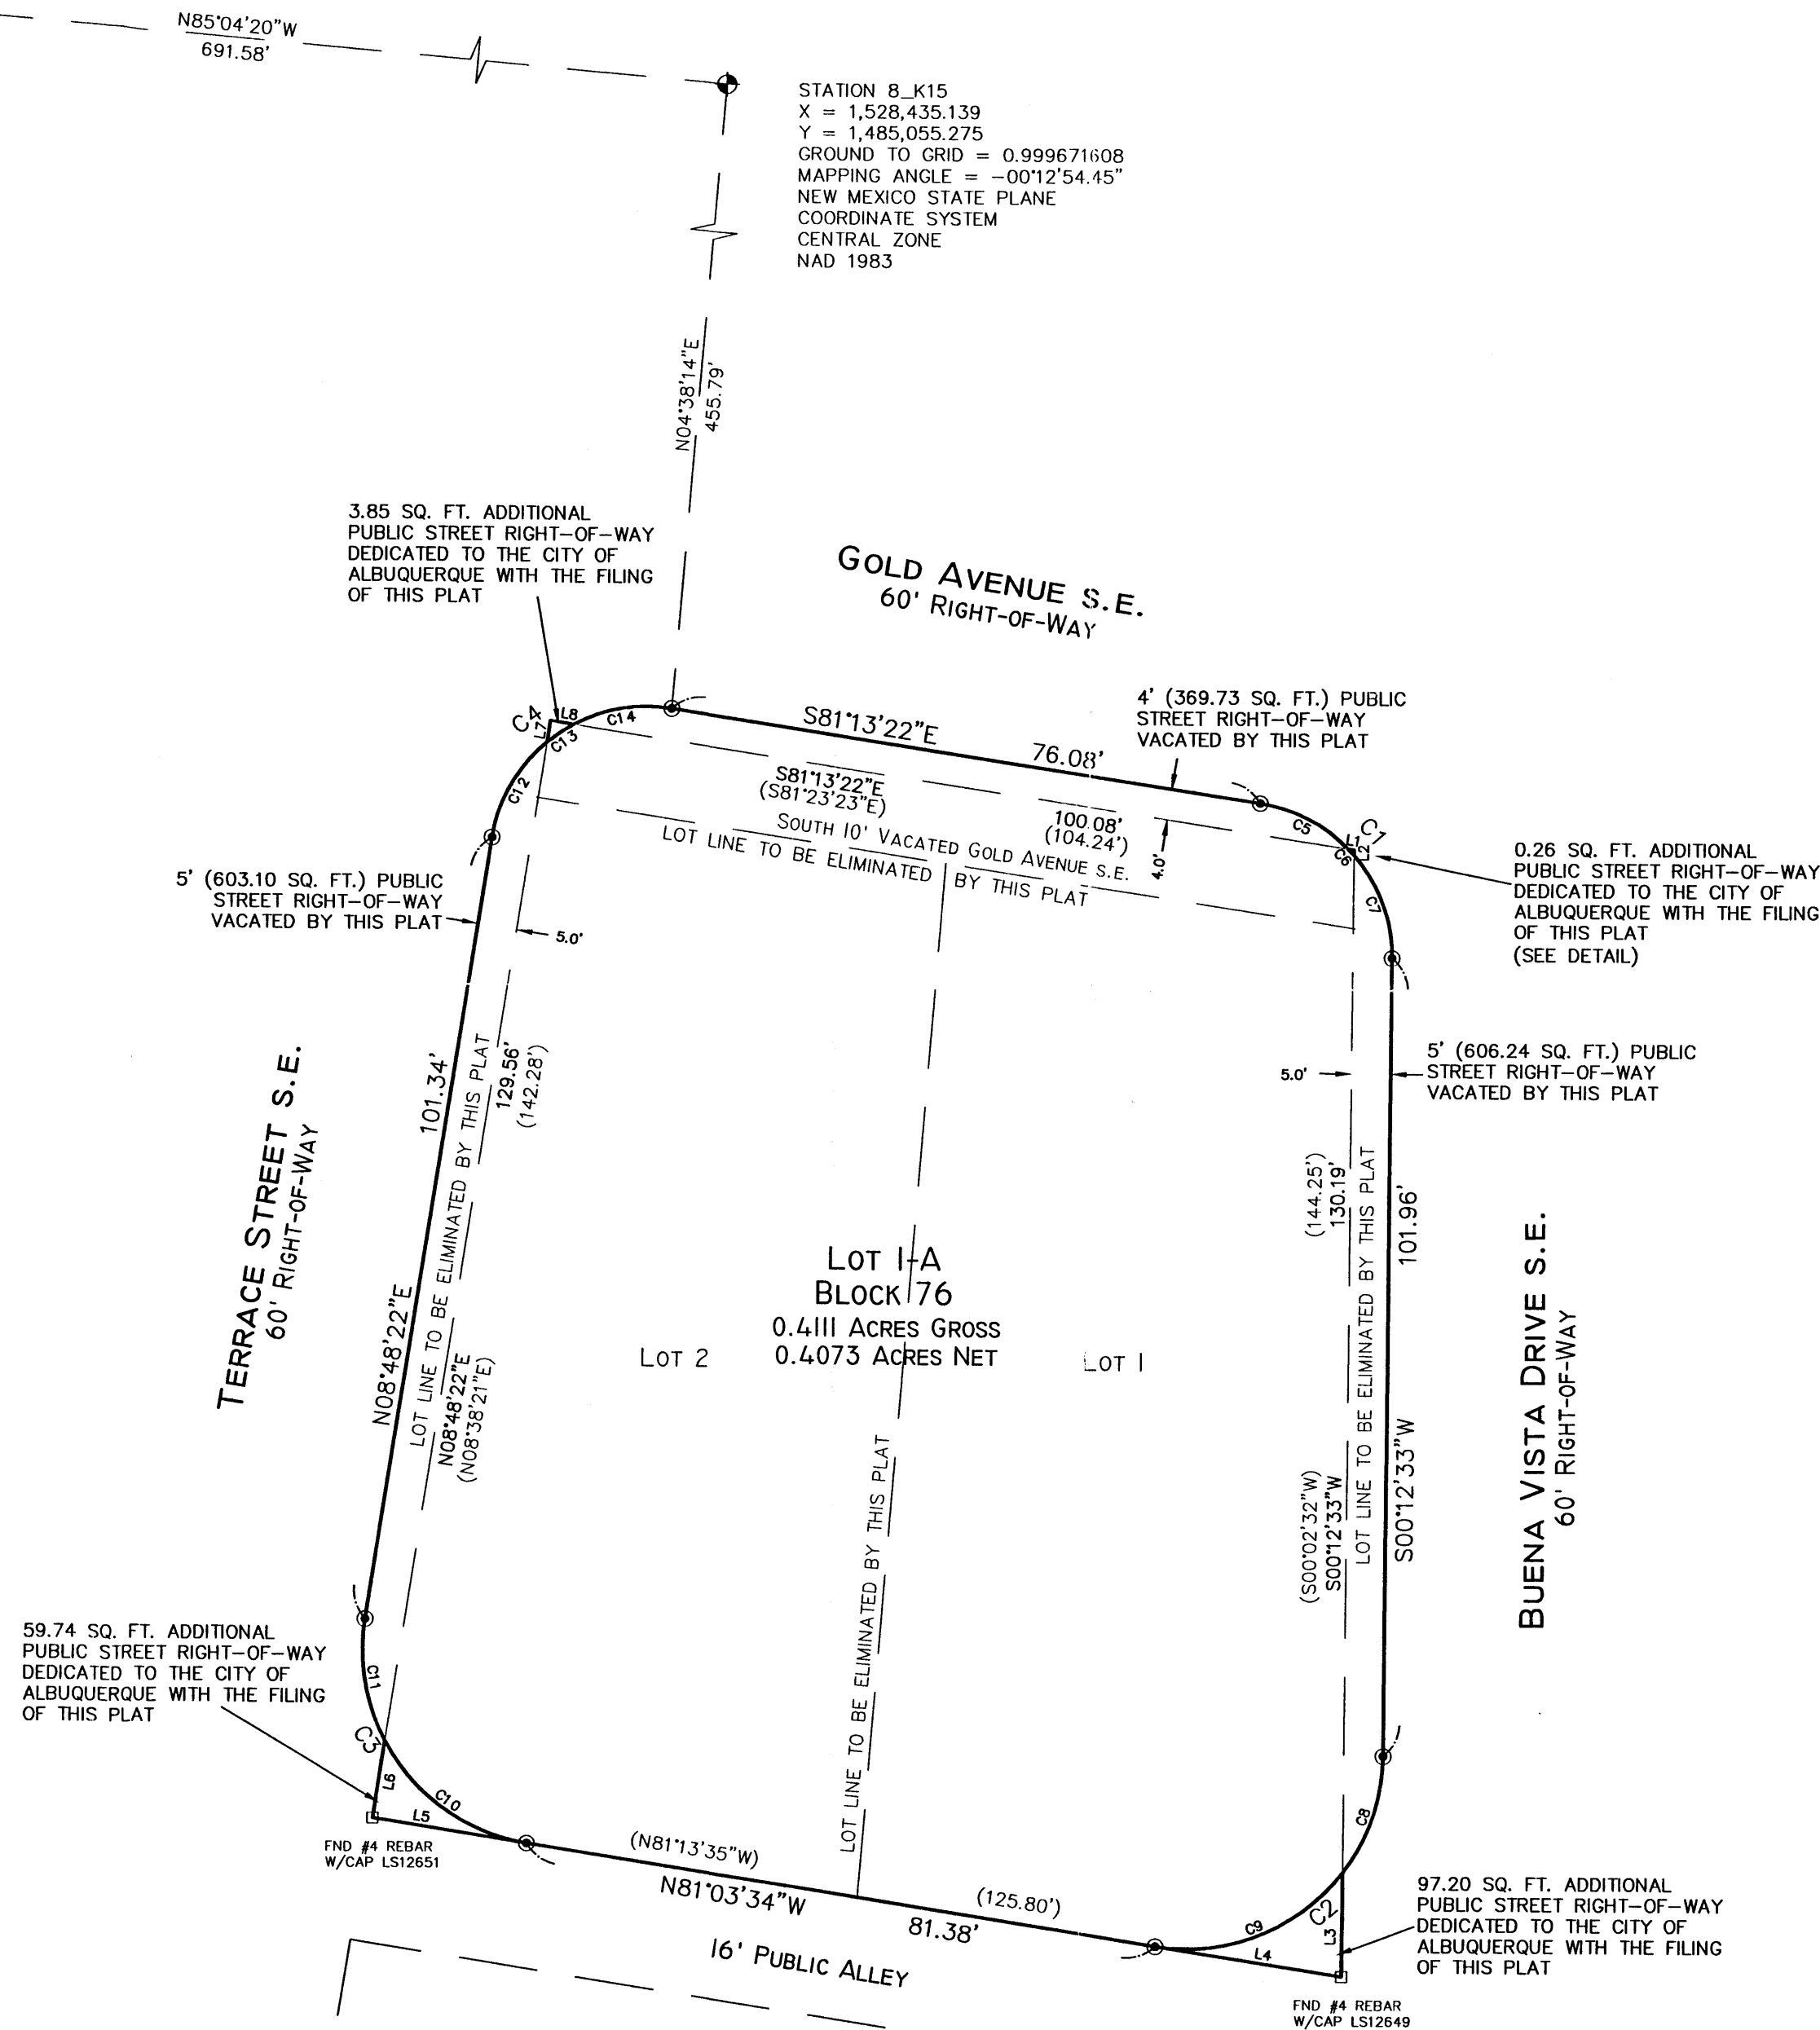 N85°04'20"W
691.58'
STATION 8_K15
X = 1,528,435.139
Y = 1,485,055.275
GROUND TO GRID = 0.999671608
MAPPING ANGLE = -00°12'54.45"
NEW MEXICO STATE PLANE
COORDINATE SYSTEM
CENTRAL ZONE
NAD 1983
N04°38'14"E
455.79'
3.85 SQ. FT. ADDITIONAL
PUBLIC STREET RIGHT-OF-WAY
DEDICATED TO THE CITY OF
ALBUQUERQUE WITH THE FILING
OF THIS PLAT
GOLD AVENUE S.E.
60' RIGHT-OF-WAY
4' (369.73 SQ. FT.) PUBLIC
STREET RIGHT-OF-WAY
VACATED BY THIS PLAT
C4
L8
L7
C13
C14
C12
S81°13'22"E
76.08'
S81°13'22"E
(S81°23'23"E)
100.08'
(104.24')
SOUTH 10' VACATED GOLD AVENUE S.E.
LOT LINE TO BE ELIMINATED BY THIS PLAT
4.0'
C5
L1
C1
L2
C6
C7
0.26 SQ. FT. ADDITIONAL
PUBLIC STREET RIGHT-OF-WAY
DEDICATED TO THE CITY OF
ALBUQUERQUE WITH THE FILING
OF THIS PLAT
(SEE DETAIL)
5' (603.10 SQ. FT.) PUBLIC
STREET RIGHT-OF-WAY
VACATED BY THIS PLAT
5.0'
5.0'
5' (606.24 SQ. FT.) PUBLIC
STREET RIGHT-OF-WAY
VACATED BY THIS PLAT
TERRACE STREET S.E.
60' RIGHT-OF-WAY
N08°48'22"E
101.34'
LOT LINE TO BE ELIMINATED BY THIS PLAT
N08°48'22"E
(N08°38'21"E)
129.56'
(142.28')
LOT 1-A
BLOCK 76
0.4111 ACRES GROSS
0.4073 ACRES NET
LOT 2
LOT 1
LOT LINE TO BE ELIMINATED BY THIS PLAT
(144.25')
130.19'
(S00°02'32"W)
S00°12'33"W
LOT LINE TO BE ELIMINATED BY THIS PLAT
101.96'
S00°12'33"W
BUENA VISTA DRIVE S.E.
60' RIGHT-OF-WAY
59.74 SQ. FT. ADDITIONAL
PUBLIC STREET RIGHT-OF-WAY
DEDICATED TO THE CITY OF
ALBUQUERQUE WITH THE FILING
OF THIS PLAT
C11
C3
L6
C10
L5
FND #4 REBAR
W/CAP LS12651
(N81°13'35"W)
N81°03'34"W
(125.80')
81.38'
16' PUBLIC ALLEY
C8
C2
C9
L3
L4
97.20 SQ. FT. ADDITIONAL
PUBLIC STREET RIGHT-OF-WAY
DEDICATED TO THE CITY OF
ALBUQUERQUE WITH THE FILING
OF THIS PLAT
FND #4 REBAR
W/CAP LS12649